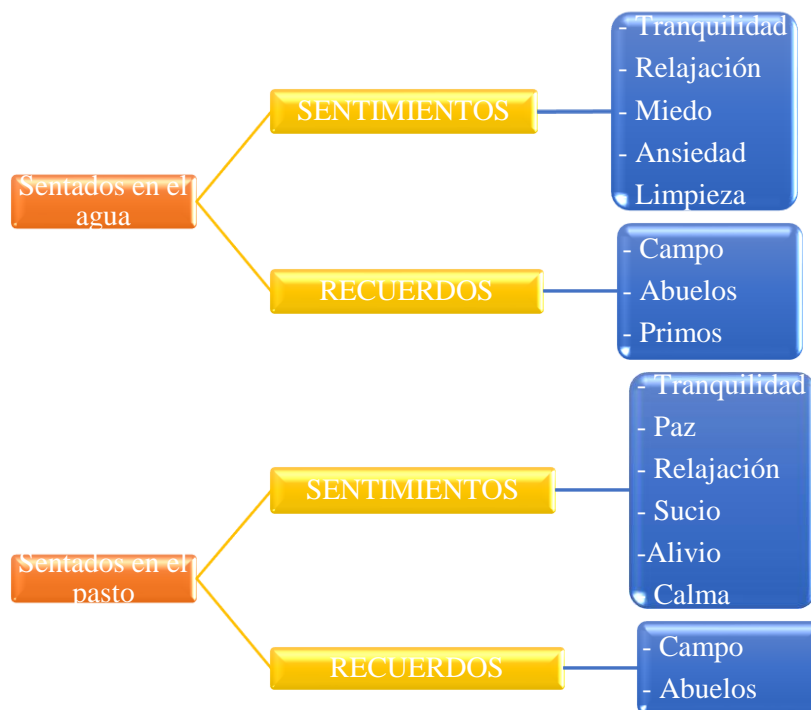 Sentados en el
agua
SENTIMIENTOS
- Tranquilidad
- Relajación
- Miedo
- Ansiedad
- Limpieza
RECUERDOS
- Campo
- Abuelos
- Primos
Sentados en el
pasto
SENTIMIENTOS
- Tranquilidad
- Paz
- Relajación
- Sucio
-Alivio
- Calma
RECUERDOS
- Campo
- Abuelos